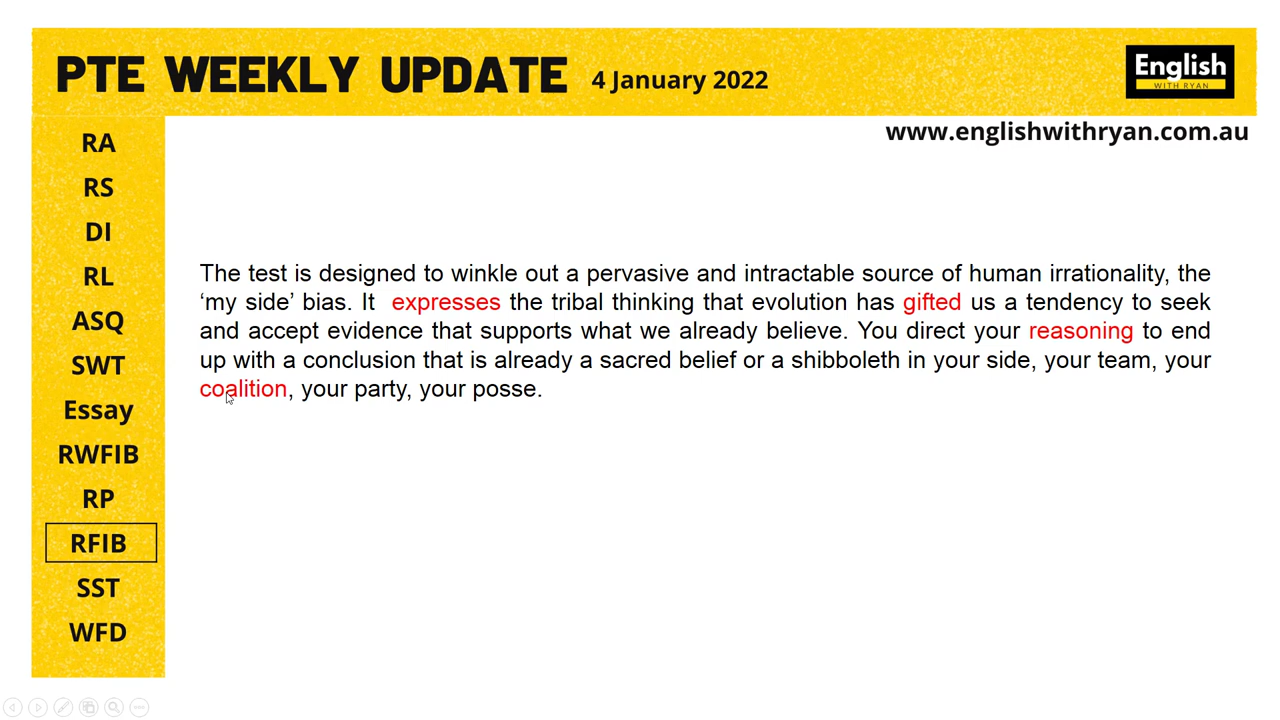 PTE WEEKLY UPDATE 4 January 2022
English
WITH RYAN
www.englishwithryan.com.au
RA
RS
DI
RL
ASQ
SWT
Essay
RWFIB
RP
RFIB
SST
WFD
The test is designed to winkle out a pervasive and intractable source of human irrationality, the
‘my side’ bias. It expresses the tribal thinking that evolution has gifted us a tendency to seek
and accept evidence that supports what we already believe. You direct your reasoning to end
up with a conclusion that is already a sacred belief or a shibboleth in your side, your team, your
coalition, your party, your posse.